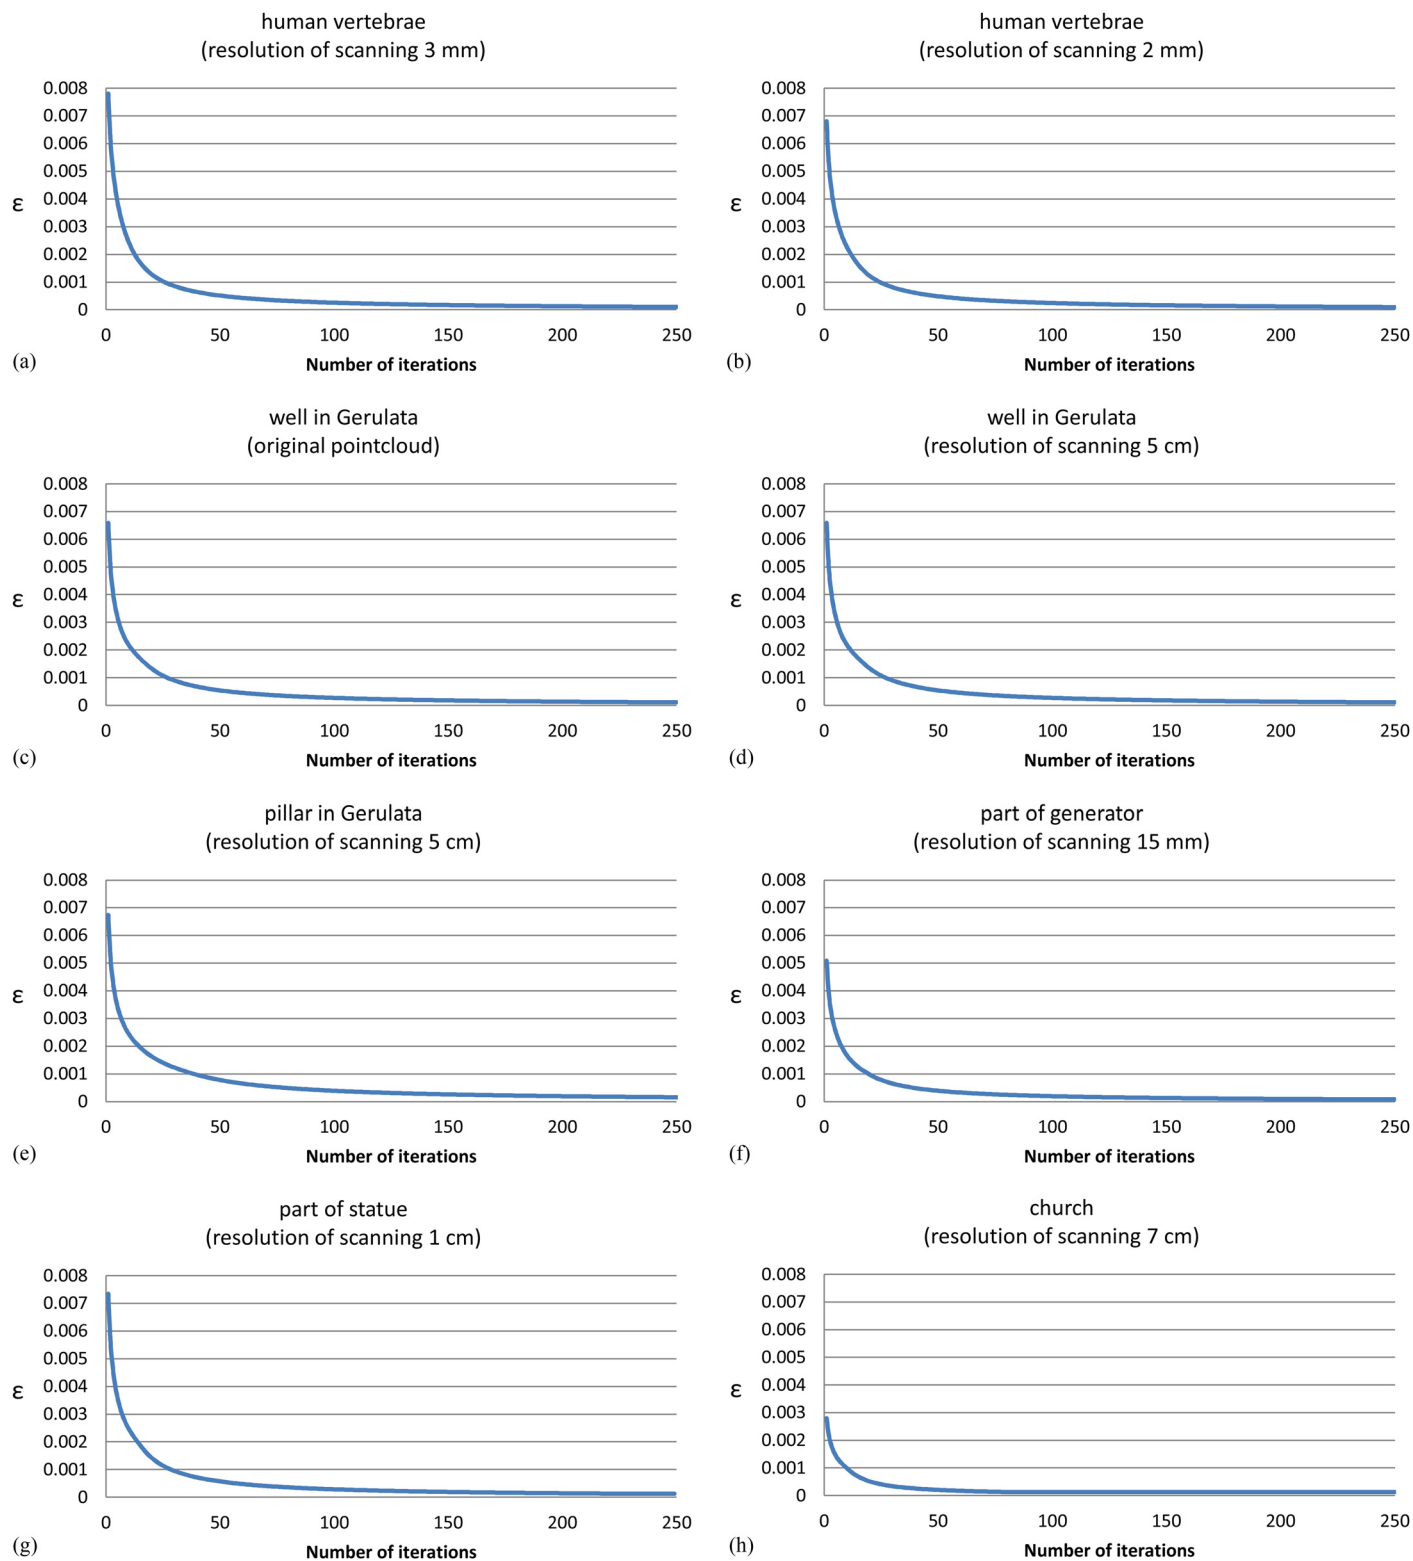 human vertebrae
(resolution of scanning 3 mm)
0.008
0.007
0.006
0.005
0.004
0.003
0.002
0.001
0
ε
0 50 100 150 200 250
(a)
Number of iterations
human vertebrae
(resolution of scanning 2 mm)
0.008
0.007
0.006
0.005
0.004
0.003
0.002
0.001
0
ε
0 50 100 150 200 250
(b)
Number of iterations
well in Gerulata
(original pointcloud)
0.008
0.007
0.006
0.005
0.004
0.003
0.002
0.001
0
ε
0 50 100 150 200 250
(c)
Number of iterations
well in Gerulata
(resolution of scanning 5 cm)
0.008
0.007
0.006
0.005
0.004
0.003
0.002
0.001
0
ε
0 50 100 150 200 250
(d)
Number of iterations
pillar in Gerulata
(resolution of scanning 5 cm)
0.008
0.007
0.006
0.005
0.004
0.003
0.002
0.001
0
ε
0 50 100 150 200 250
(e)
Number of iterations
part of generator
(resolution of scanning 15 mm)
0.008
0.007
0.006
0.005
0.004
0.003
0.002
0.001
0
ε
0 50 100 150 200 250
(f)
Number of iterations
part of statue
(resolution of scanning 1 cm)
0.008
0.007
0.006
0.005
0.004
0.003
0.002
0.001
0
ε
0 50 100 150 200 250
(g)
Number of iterations
church
(resolution of scanning 7 cm)
0.008
0.007
0.006
0.005
0.004
0.003
0.002
0.001
0
ε
0 50 100 150 200 250
(h)
Number of iterations